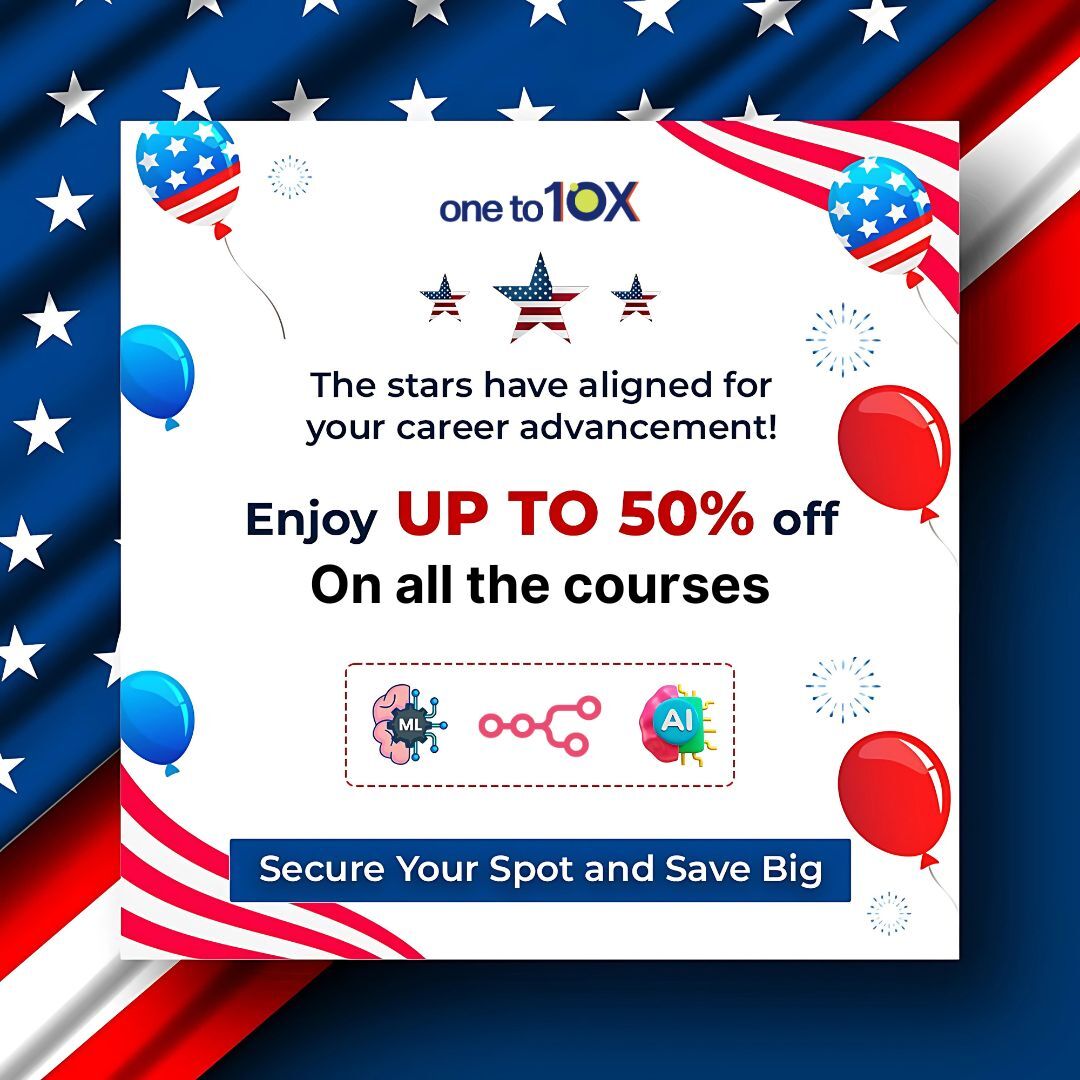 one to 10X
The stars have aligned for
your career advancement!
Enjoy UP TO 50% off
On all the courses
ML
AI
Secure Your Spot and Save Big